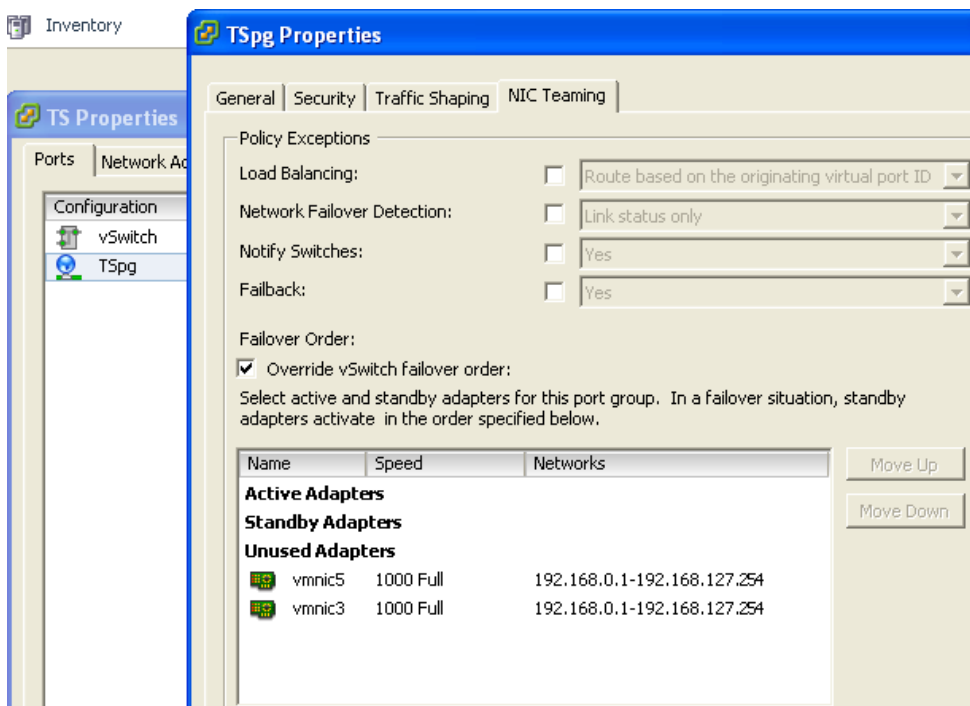 Inventory
TSpg Properties
General Security Traffic Shaping NIC Teaming
TS Properties
Ports Network Ad
Configuration
vSwitch
TSpg
Policy Exceptions
Load Balancing: Route based on the originating virtual port ID
Network Failover Detection: Link status only
Notify Switches: Yes
Failback: Yes
Failover Order:
Override vSwitch failover order:
Select active and standby adapters for this port group. In a failover situation, standby
adapters activate in the order specified below.
Name Speed Networks
Active Adapters
Standby Adapters
Unused Adapters
vmnic5 1000 Full 192.168.0.1-192.168.127.254
vmnic3 1000 Full 192.168.0.1-192.168.127.254
Move Up
Move Down